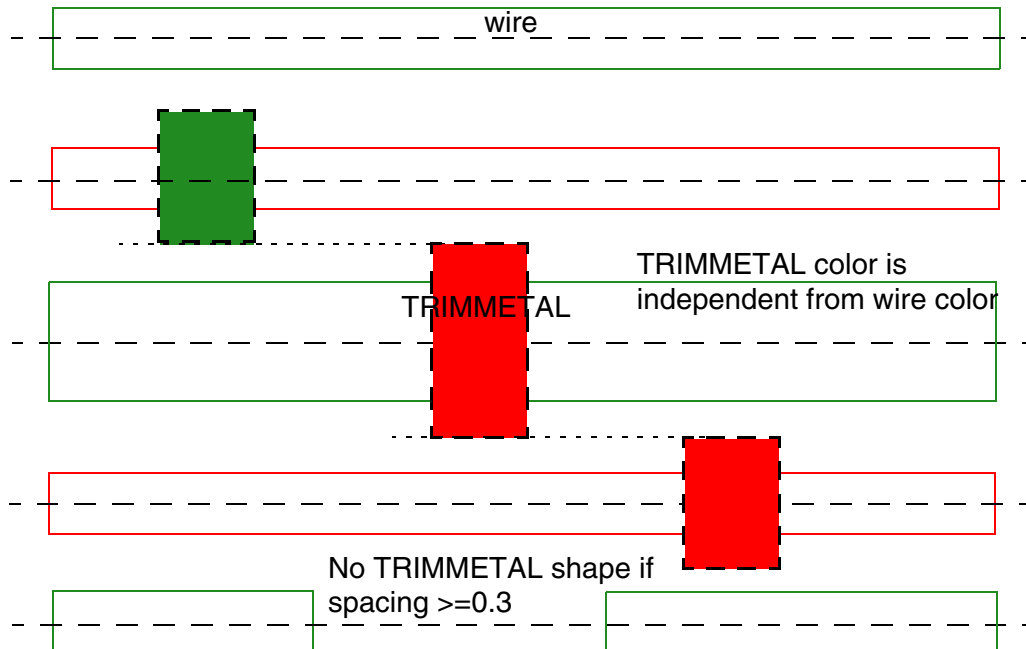 wire
TRIMMETAL color is
independent from wire color
TRIMMETAL
No TRIMMETAL shape if
spacing >=0.3